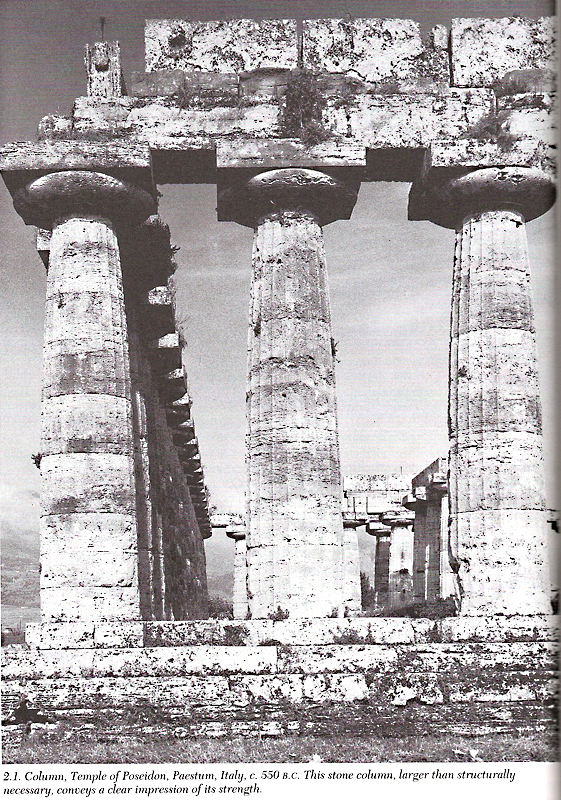 2.1. Column, Temple of Poseidon, Paestum, Italy, c. 550 B.C. This stone column, larger than structurally
necessary, conveys a clear impression of its strength.